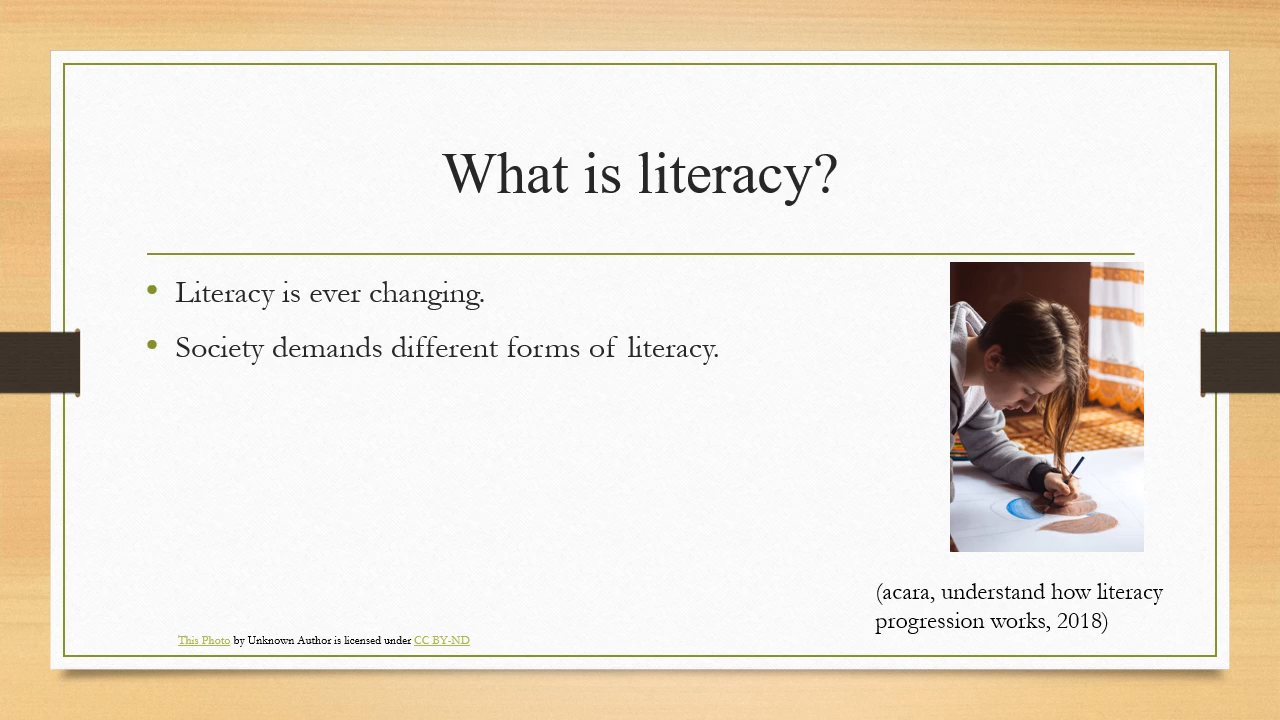 What is literacy?
Literacy is ever changing.
Society demands different forms of literacy.
(acara, understand how literacy
progression works, 2018)
This Photo by Unknown Author is licensed under CC BY-ND